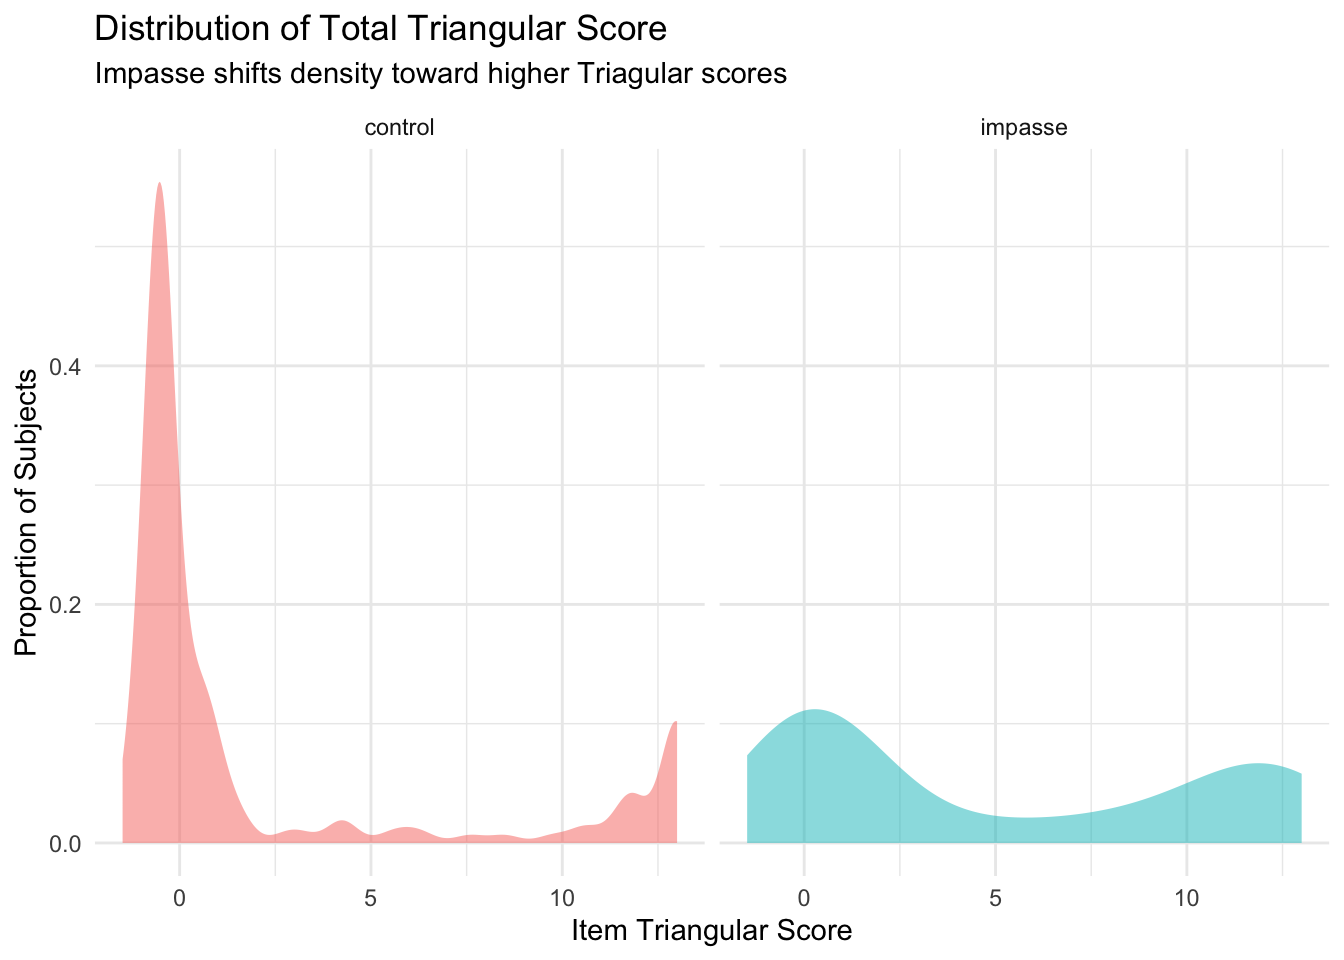 Distribution of Total Triangular Score
Impasse shifts density toward higher Triagular scores
control
impasse
Proportion of Subjects
0.4
0.2
0.0
0
5
10
0
5
10
Item Triangular Score